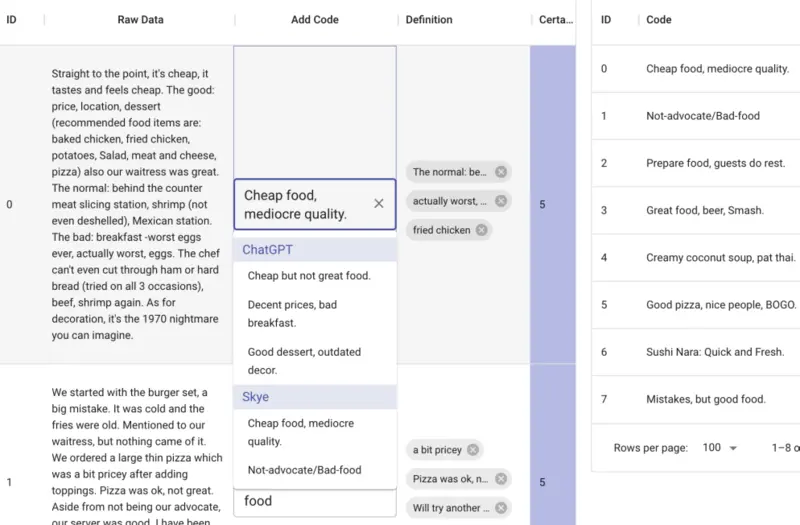 ID Raw Data Add Code Definition Certa...
0
Straight to the point, it's cheap, it
tastes and feels cheap. The good:
price, location, dessert
(recommended food items are:
baked chicken, fried chicken,
potatoes, Salad, meat and cheese,
pizza) also our waitress was great.
The normal: behind the counter
meat slicing station, shrimp (not
even deshelled), Mexican station.
The bad: breakfast -worst eggs
ever, actually worst, eggs. The chef
can't even cut through ham or hard
bread (tried on all 3 occasions),
beef, shrimp again. As for
decoration, it's the 1970 nightmare
you can imagine.
Cheap food,
mediocre quality.
ChatGPT
Cheap but not great food.
Decent prices, bad
breakfast.
Good dessert, outdated
decor.
Skye
Cheap food, mediocre
quality.
Not-advocate/Bad-food
The normal: be...
actually worst, ...
fried chicken
5
1
We started with the burger set, a
big mistake. It was cold and the
fries were old. Mentioned to our
waitress, but nothing came of it.
We ordered a large thin pizza which
was a bit pricey after adding
toppings. Pizza was ok, not great.
Aside from not being our advocate,
our server was good. I have been
food
a bit pricey
Pizza was ok, n...
Will try another ...
5
ID Code
0 Cheap food, mediocre quality.
1 Not-advocate/Bad-food
2 Prepare food, guests do rest.
3 Great food, beer, Smash.
4 Creamy coconut soup, pat thai.
5 Good pizza, nice people, BOGO.
6 Sushi Nara: Quick and Fresh.
7 Mistakes, but good food.
Rows per page: 100 1–8 o